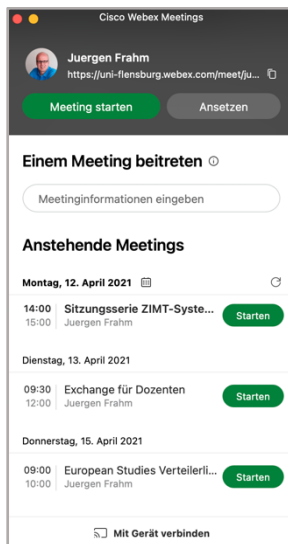 Cisco Webex Meetings
Juergen Frahm
https://uni-flensburg.webex.com/meet/ju...
Meeting starten
Ansetzen
Einem Meeting beitreten
Meetinginformationen eingeben
Anstehende Meetings
Montag, 12. April 2021
14:00 Sitzungsserie ZIMT-Syste... Starten
15:00 Juergen Frahm
Dienstag, 13. April 2021
09:30 Exchange für Dozenten Starten
12:00 Juergen Frahm
Donnerstag, 15. April 2021
09:00 European Studies Verteilerli... Starten
10:00 Juergen Frahm
Mit Gerät verbinden